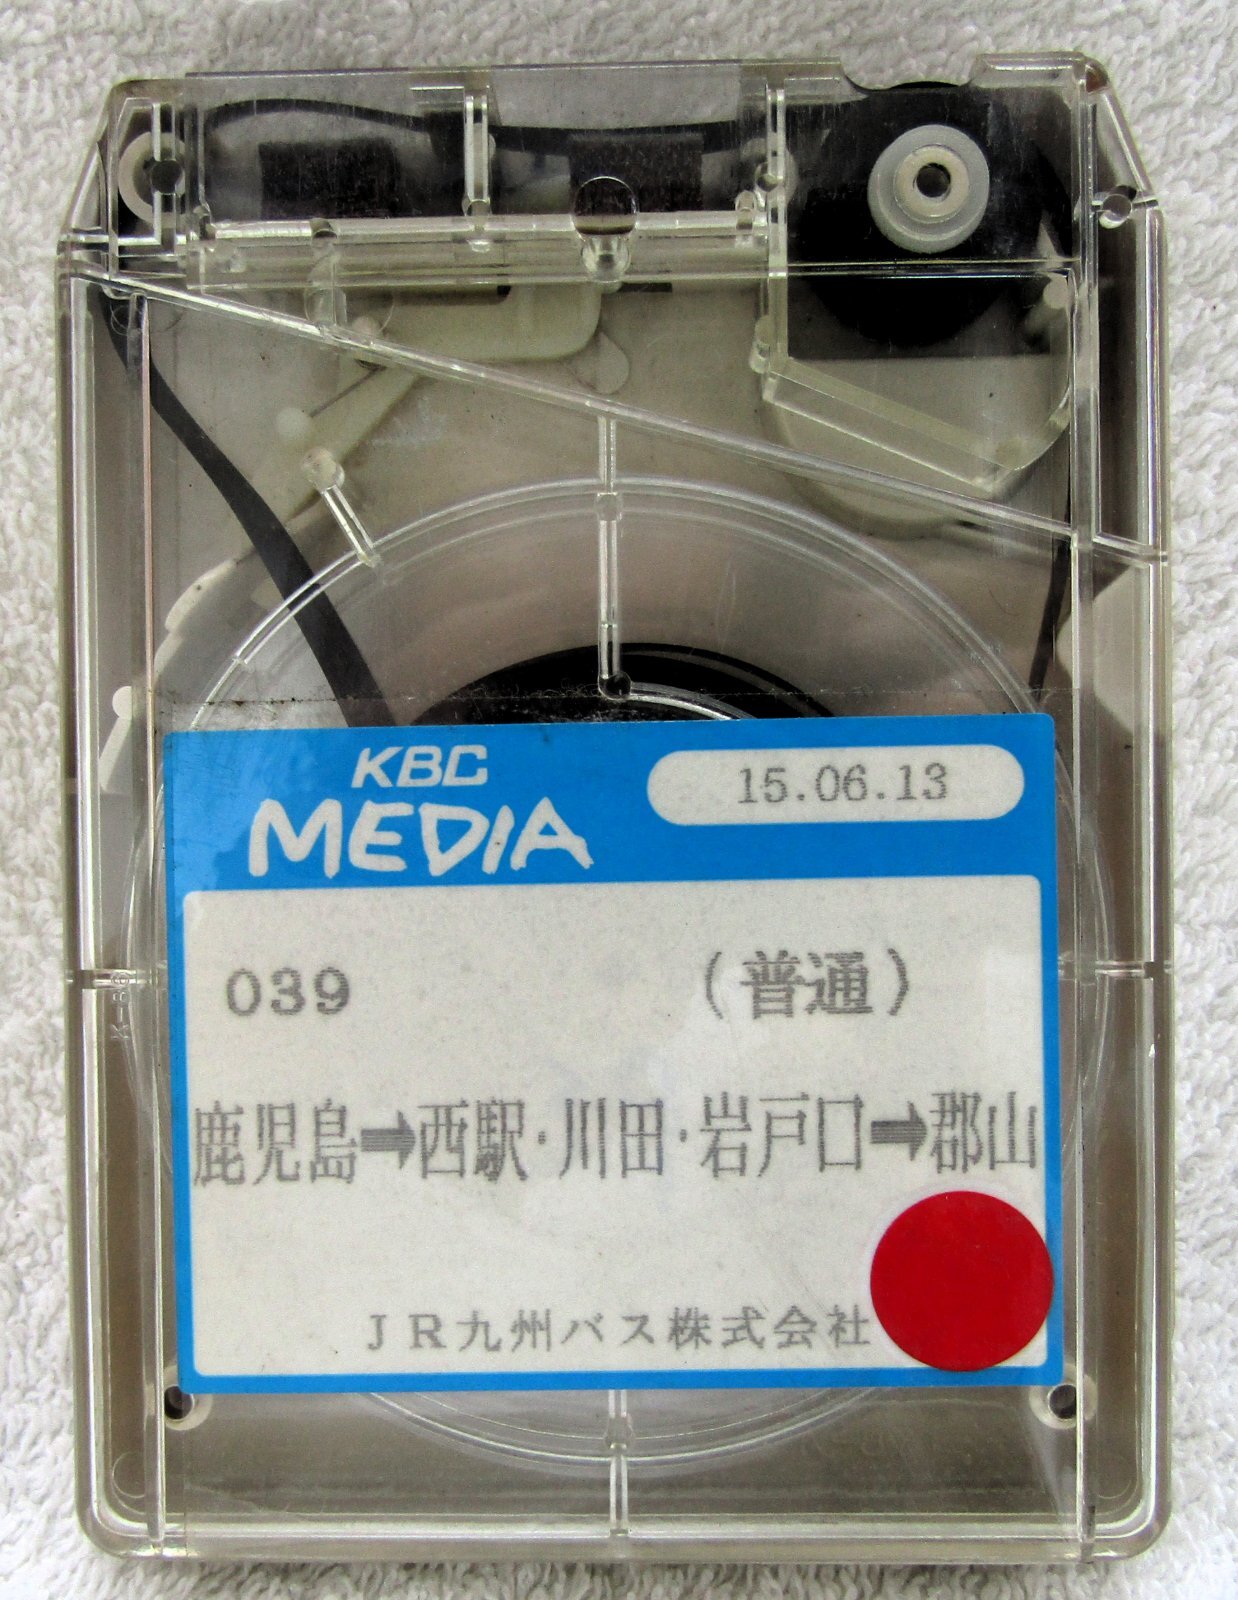 KBC
MEDIA
15.06.13
039 (普通)
鹿児島➡西駅・川田・岩戸口➡郡山
JR九州バス株式会社